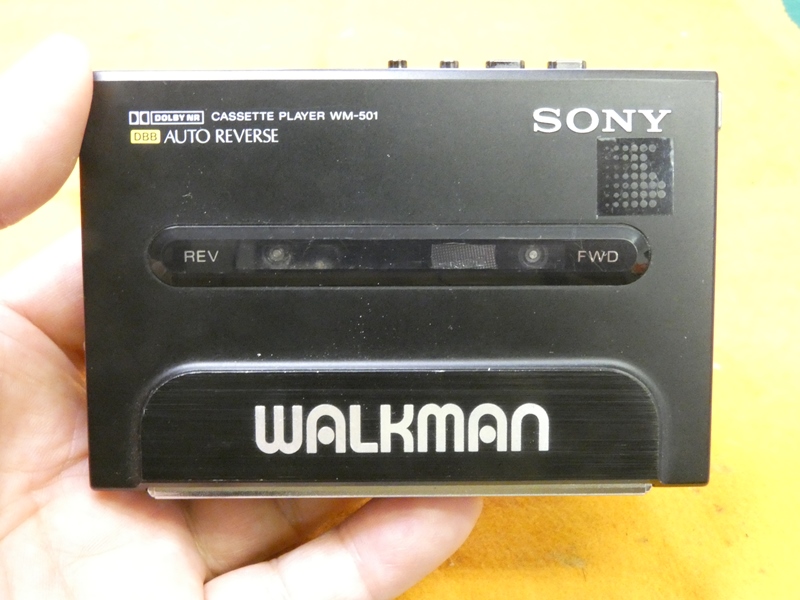 DOLBY NR CASSETTE PLAYER WM-501
SONY
DBB AUTO REVERSE
REV
FWD
WALKMAN